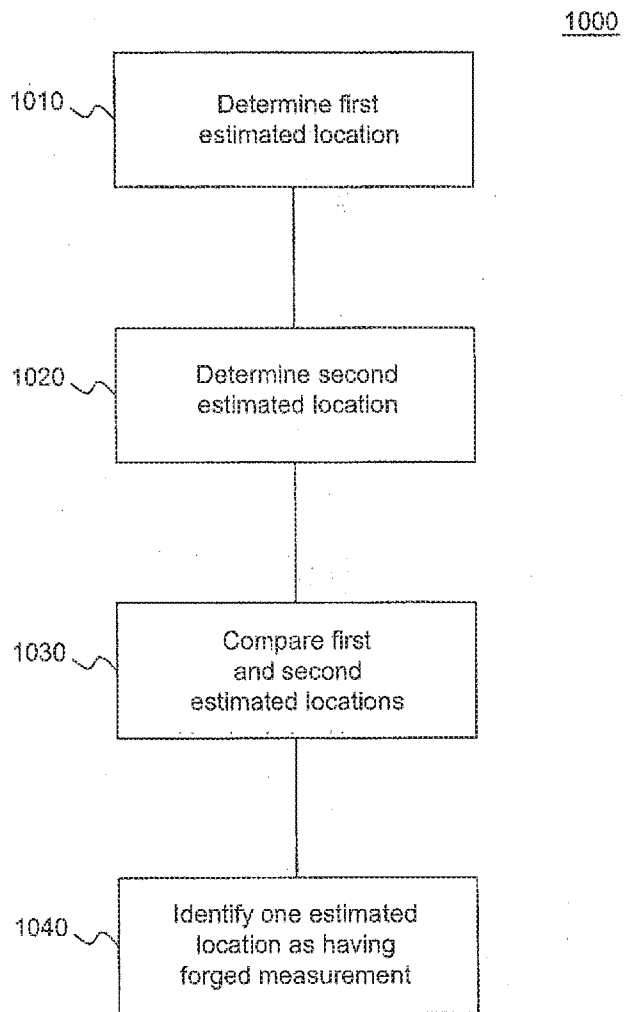 1000
1010
Determine first
estimated location
1020
Determine second
estimated location
1030
Compare first
and second
estimated locations
1040
Identify one estimated
location as having
forged measurement